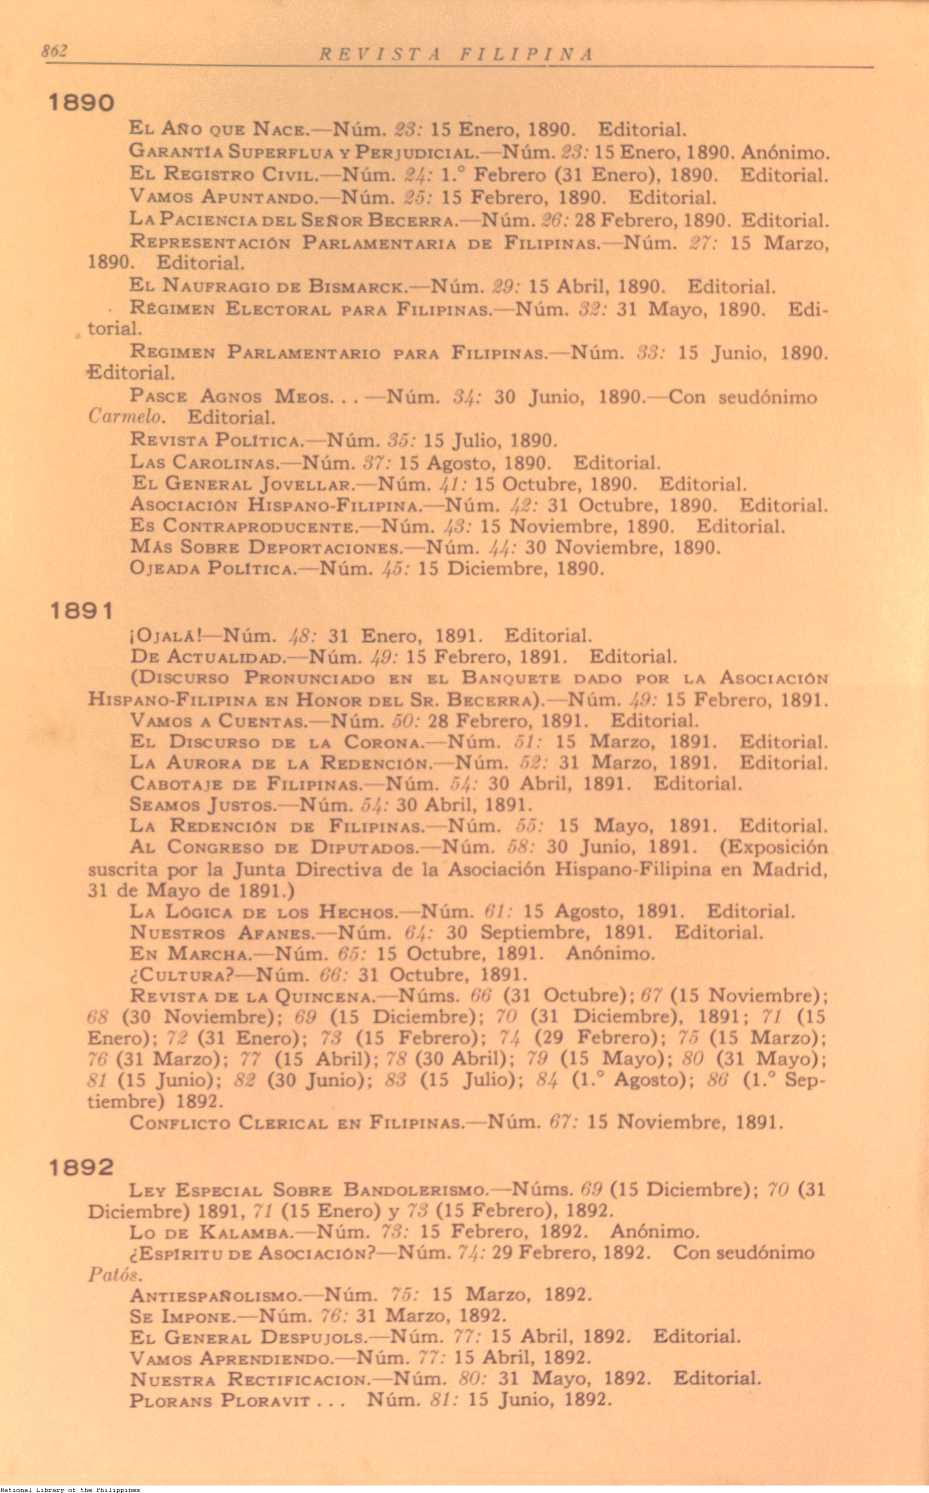 862
REVISTA FILIPINA
1890
El Año que Nace.—Núm. 23: 15 Enero, 1890. Editorial.
Garantía Superflua y Perjudicial.—Núm. 23: 15 Enero, 1890. Anónimo.
El Registro Civil.—Núm. 24: 1.° Febrero (31 Enero), 1890. Editorial.
Vamos Apuntando.—Núm. 25: 15 Febrero, 1890. Editorial.
La Paciencia del Señor Becerra.—Núm. 26: 28 Febrero, 1890. Editorial.
Representación Parlamentaria de Filipinas.—Núm. 27: 15 Marzo,
1890. Editorial.
El Naufragio de Bismarck.—Núm. 29: 15 Abril, 1890. Editorial.
Régimen Electoral para Filipinas.—Núm. 32: 31 Mayo, 1890. Edi-
torial.
Regimen Parlamentario para Filipinas.—Núm. 33: 15 Junio, 1890.
Editorial.
Pasce Agnos Meos...—Núm. 34: 30 Junio, 1890.—Con seudónimo
Carmelo. Editorial.
Revista Política.—Núm. 35: 15 Julio, 1890.
Las Carolinas.—Núm. 37: 15 Agosto, 1890. Editorial.
El General Jovellar.—Núm. 41: 15 Octubre, 1890. Editorial.
Asociación Hispano-Filipina.—Núm. 42: 31 Octubre, 1890. Editorial.
Es Contraproducente.—Núm. 43: 15 Noviembre, 1890. Editorial.
Más Sobre Deportaciones.—Núm. 44: 30 Noviembre, 1890.
Ojeada Política.—Núm. 45: 15 Diciembre, 1890.
1891
¡Ojalá!—Núm. 48: 31 Enero, 1891. Editorial.
De Actualidad.—Núm. 49: 15 Febrero, 1891. Editorial.
(Discurso Pronunciado en el Banquete dado por la Asociación
Hispano-Filipina en Honor del Sr. Becerra).—Núm. 49: 15 Febrero, 1891.
Vamos a Cuentas.—Núm. 50: 28 Febrero, 1891. Editorial.
El Discurso de la Corona.—Núm. 51: 15 Marzo, 1891. Editorial.
La Aurora de la Redención.—Núm. 52: 31 Marzo, 1891. Editorial.
Cabotaje de Filipinas.—Núm. 54: 30 Abril, 1891. Editorial.
Seamos Justos.—Núm. 54: 30 Abril, 1891.
La Redención de Filipinas.—Núm. 55: 15 Mayo, 1891. Editorial.
Al Congreso de Diputados.—Núm. 58: 30 Junio, 1891. (Exposición
suscrita por la Junta Directiva de la Asociación Hispano-Filipina en Madrid,
31 de Mayo de 1891.)
La Lógica de los Hechos.—Núm. 61: 15 Agosto, 1891. Editorial.
Nuestros Afanes.—Núm. 64: 30 Septiembre, 1891. Editorial.
En Marcha.—Núm. 65: 15 Octubre, 1891. Anónimo.
¿Cultura?—Núm. 66: 31 Octubre, 1891.
Revista de la Quincena.—Núms. 66 (31 Octubre); 67 (15 Noviembre);
68 (30 Noviembre); 69 (15 Diciembre); 70 (31 Diciembre), 1891; 71 (15
Enero); 72 (31 Enero); 73 (15 Febrero); 74 (29 Febrero); 75 (15 Marzo);
76 (31 Marzo); 77 (15 Abril); 78 (30 Abril); 79 (15 Mayo); 80 (31 Mayo);
81 (15 Junio); 82 (30 Junio); 83 (15 Julio); 84 (1.° Agosto); 86 (1.° Sep-
tiembre) 1892.
Conflicto Clerical en Filipinas.—Núm. 67: 15 Noviembre, 1891.
1892
Ley Especial Sobre Bandolerismo.—Núms. 69 (15 Diciembre); 70 (31
Diciembre) 1891, 71 (15 Enero) y 73 (15 Febrero), 1892.
Lo de Kalamba.—Núm. 73: 15 Febrero, 1892. Anónimo.
¿Espíritu de Asociación?—Núm. 74: 29 Febrero, 1892. Con seudónimo
Patós.
Antiespañolismo.—Núm. 75: 15 Marzo, 1892.
Se Impone.—Núm. 76: 31 Marzo, 1892.
El General Despujols.—Núm. 77: 15 Abril, 1892. Editorial.
Vamos Aprendiendo.—Núm. 77: 15 Abril, 1892.
Nuestra Rectificacion.—Núm. 80: 31 Mayo, 1892. Editorial.
Plorans Ploravit... Núm. 81: 15 Junio, 1892.
National Library of the Philippines